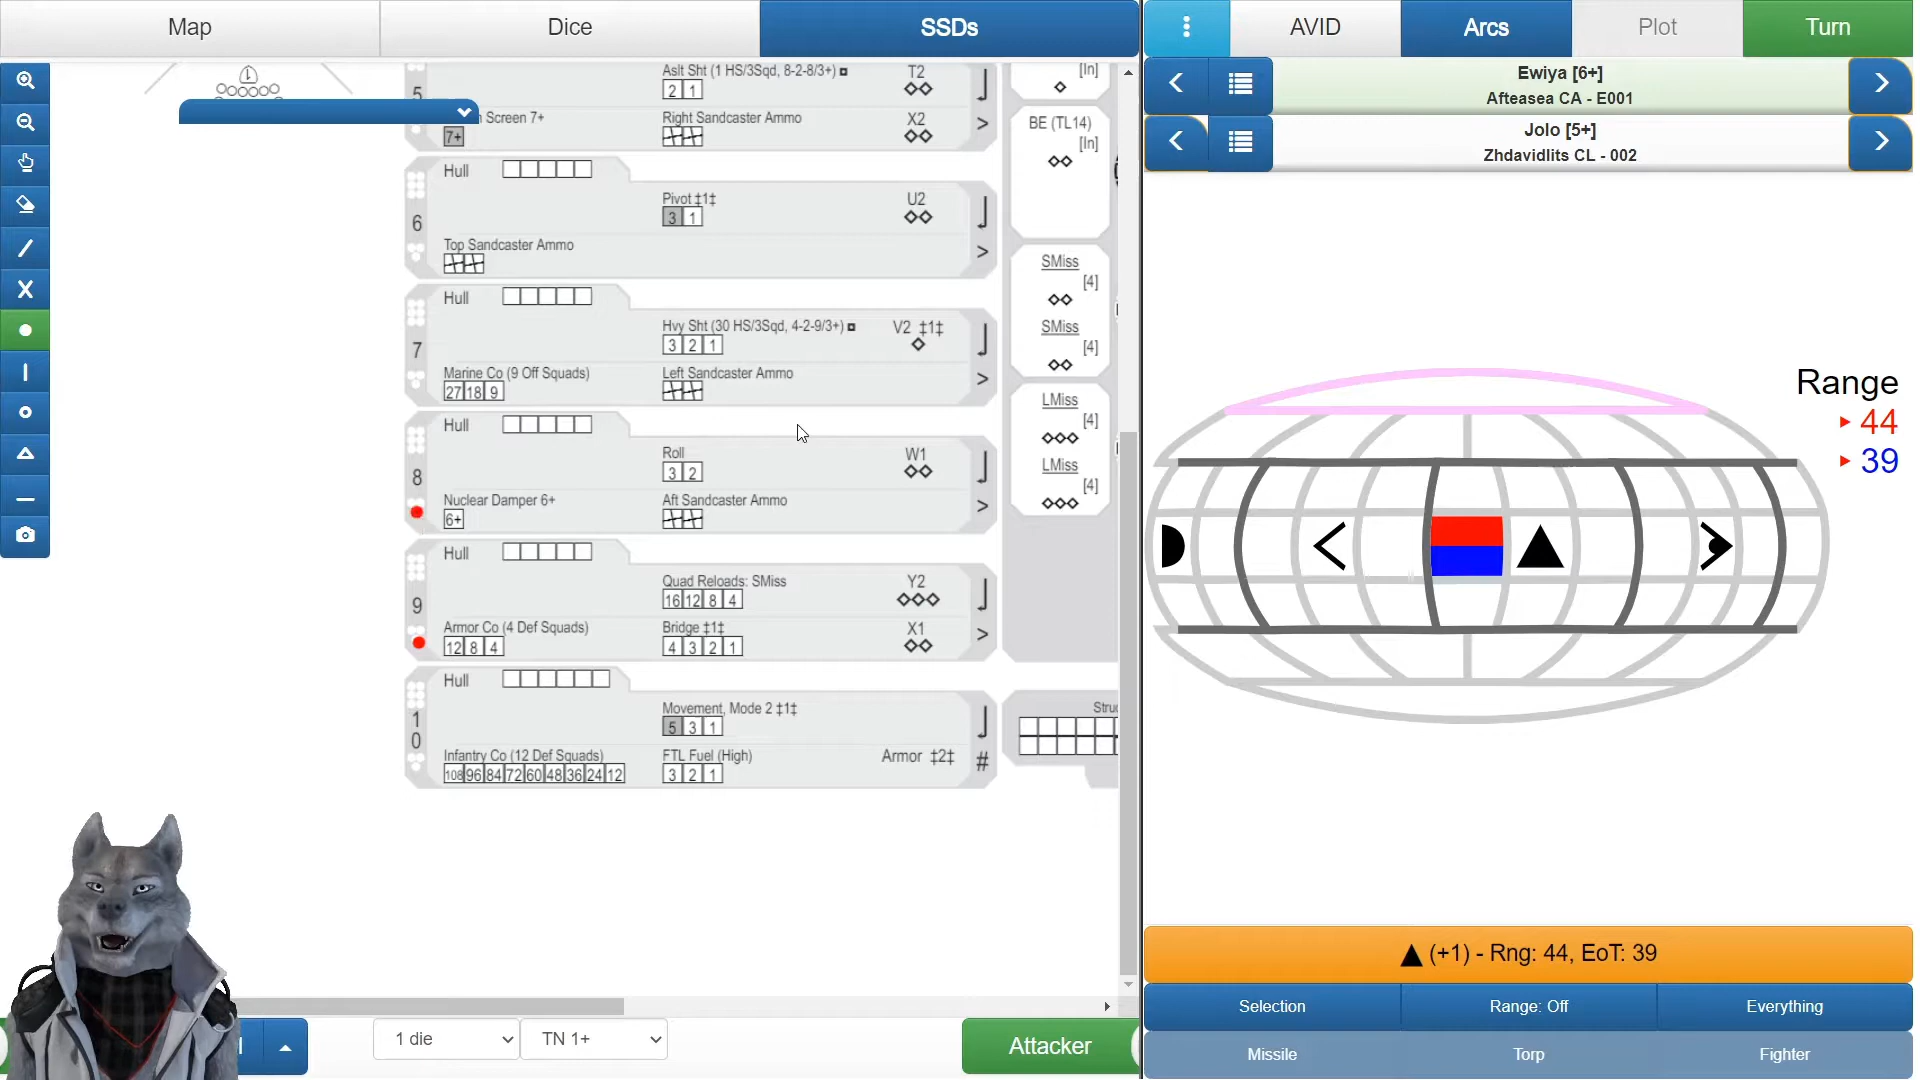 Map
Dice
SSDs
AVID
Arcs
Plot
Turn
Ewiya [6+]
Afteasea CA - E001
Jolo [5+]
Zhdavidlits CL - 002
5
Aslt Sht (1 HS/3Sqd, 8-2-8/3+)
2 1
T2
Screen 7+
7+
Right Sandcaster Ammo
X2
>
Hull
6
Pivot ‡1‡
3 1
U2
Top Sandcaster Ammo
>
Hull
7
Hvy Sht (30 HS/3Sqd, 4-2-9/3+)
3 2 1
V2 ‡1‡
Marine Co (9 Off Squads)
27 18 9
Left Sandcaster Ammo
>
Hull
8
Roll
3 2
W1
Nuclear Damper 6+
6+
Aft Sandcaster Ammo
>
Hull
9
Quad Reloads: SMiss
16 12 8 4
Y2
Armor Co (4 Def Squads)
12 8 4
Bridge ‡1‡
4 3 2 1
X1
>
Hull
10
Movement, Mode 2 ‡1‡
5 3 1
Infantry Co (12 Def Squads)
108 96 84 72 60 48 36 24 12
FTL Fuel (High)
3 2 1
Armor ‡2‡
#
[In]
BE (TL14)
[In]
SMiss
[4]
SMiss
[4]
LMiss
[4]
LMiss
[4]
Struc
Range
44
39
▲ (+1) - Rng: 44, EoT: 39
Selection
Range: Off
Everything
Missile
Torp
Fighter
1 die
TN 1+
Attacker